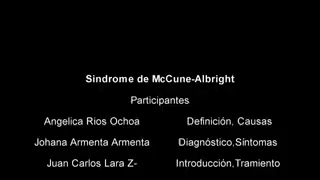 Sindrome de McCune-Albright
Participantes
Angelica Rios Ochoa Definición, Causas
Johana Armenta Armenta Diagnóstico,Síntomas
Juan Carlos Lara Z- Introducción,Tramiento